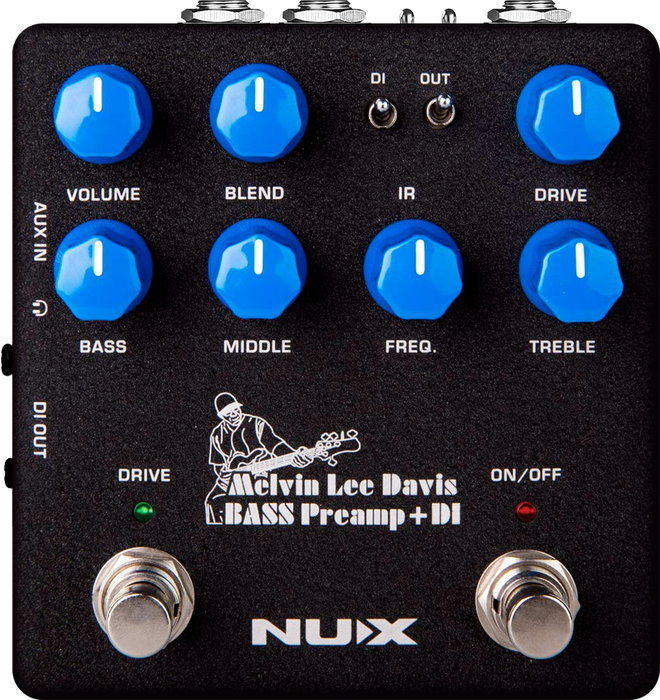 DI OUT
VOLUME BLEND IR DRIVE
AUX IN
BASS MIDDLE FREQ. TREBLE
DI OUT
DRIVE ON/OFF
Melvin Lee Davis
BASS Preamp+DI
NUX